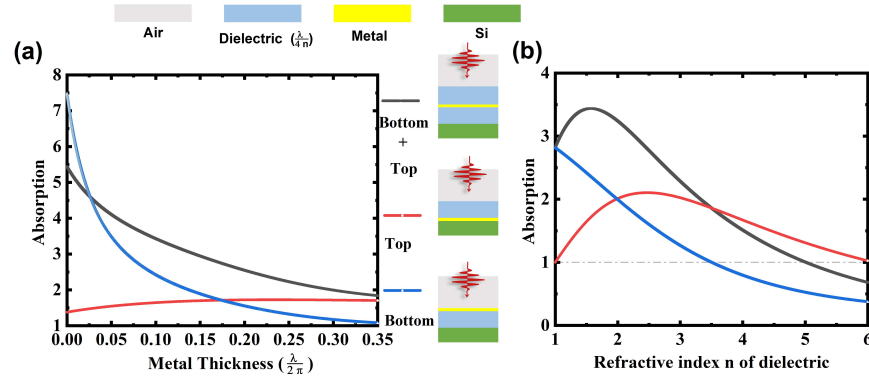 Air
Dielectric (λ/4 n)
Metal
Si
(a)
(b)
Absorption
8
7
6
5
4
3
2
1
0.00
0.05
0.10
0.15
0.20
0.25
0.30
0.35
Metal Thickness (λ/2 π)
Bottom
+
Top
Top
Bottom
Absorption
4
3
2
1
0
1
2
3
4
5
6
Refractive index n of dielectric